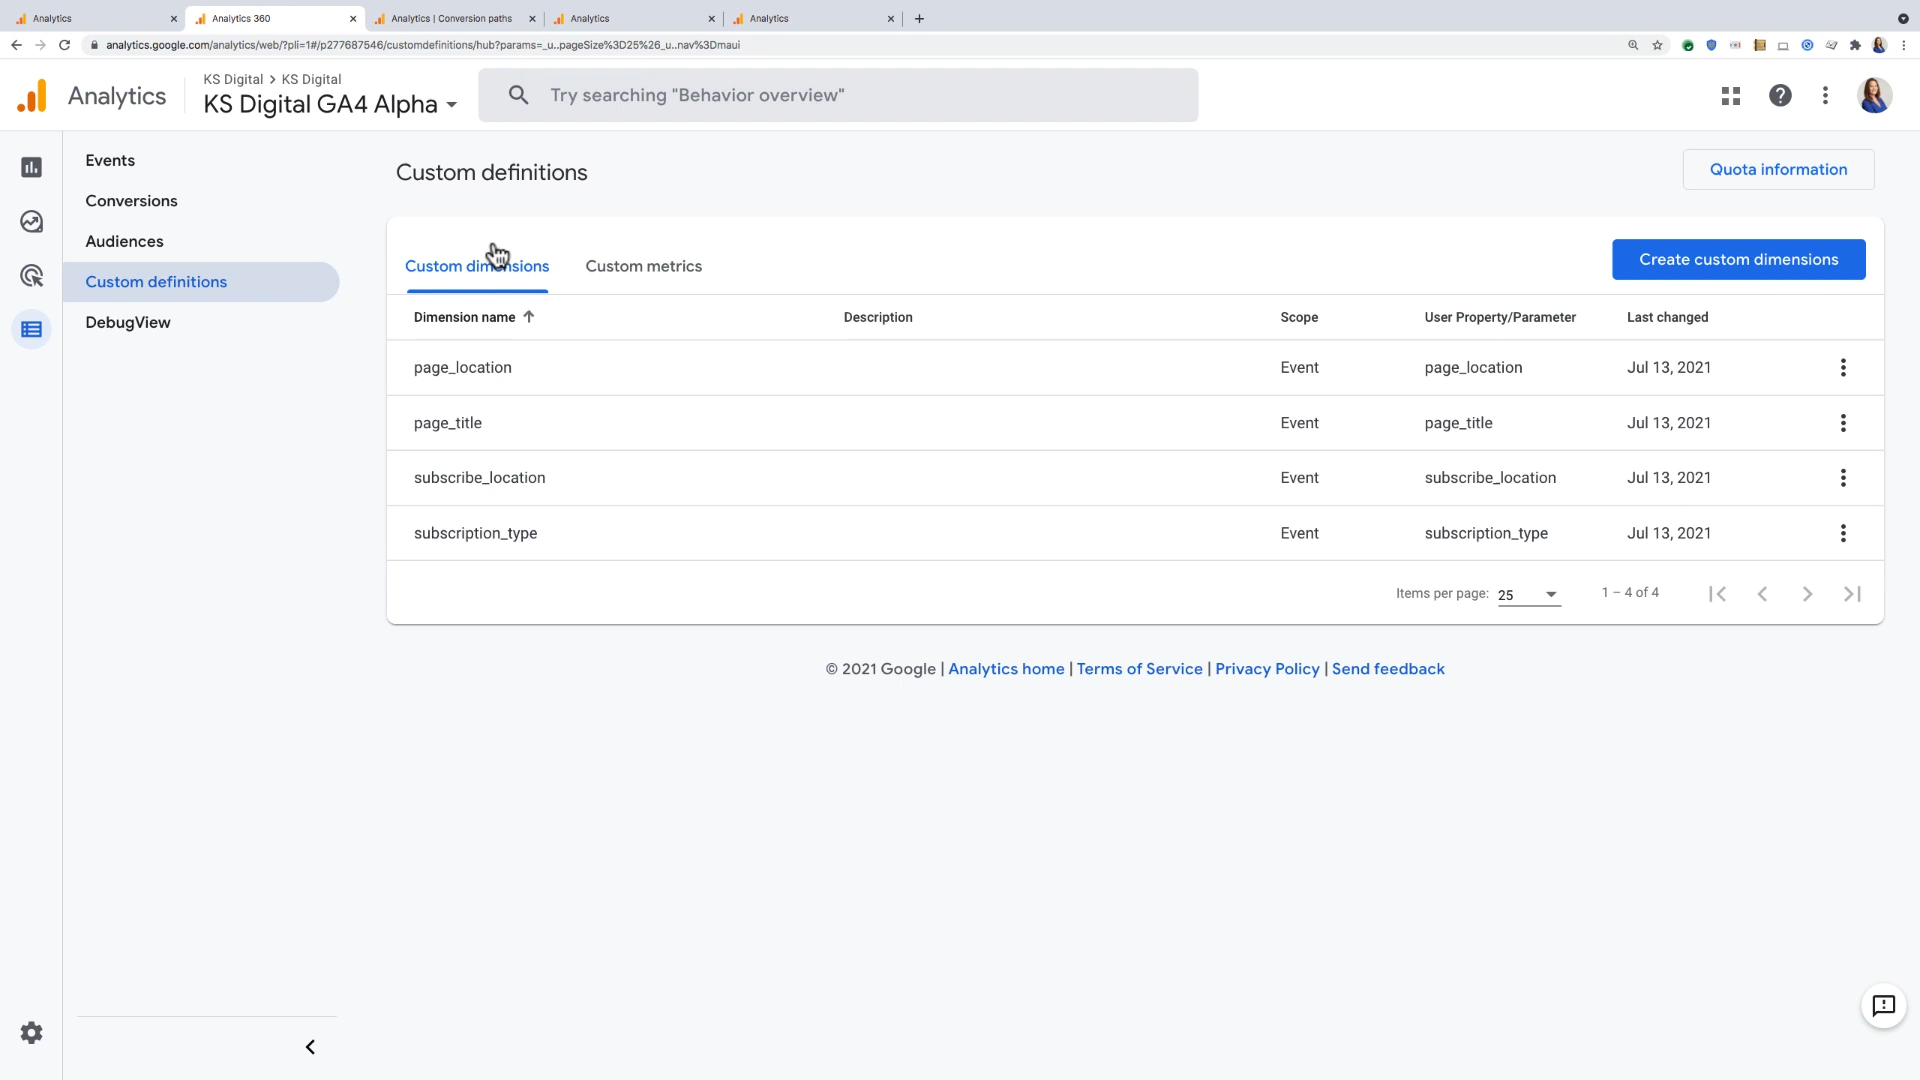 Analytics
Analytics 360
Analytics | Conversion paths
Analytics
Analytics
analytics.google.com/analytics/web/?pli=1#/p277687546/customdefinitions/hub?params=_u..pageSize%3D25%26_u..nav%3Dmaui
Analytics
KS Digital > KS Digital
KS Digital GA4 Alpha
Try searching "Behavior overview"
Events
Conversions
Audiences
Custom definitions
DebugView
Custom definitions
Quota information
Custom dimensions
Custom metrics
Create custom dimensions
Dimension name Description Scope User Property/Parameter Last changed
page_location Event page_location Jul 13, 2021
page_title Event page_title Jul 13, 2021
subscribe_location Event subscribe_location Jul 13, 2021
subscription_type Event subscription_type Jul 13, 2021
Items per page: 25 1 – 4 of 4
© 2021 Google | Analytics home | Terms of Service | Privacy Policy | Send feedback